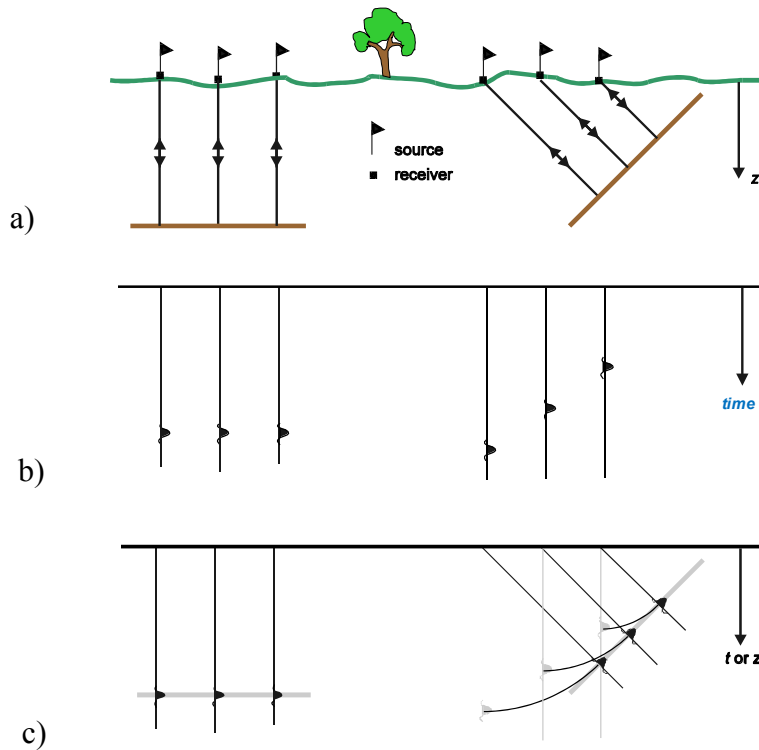 source
receiver
z
a)
time
b)
t or z
c)